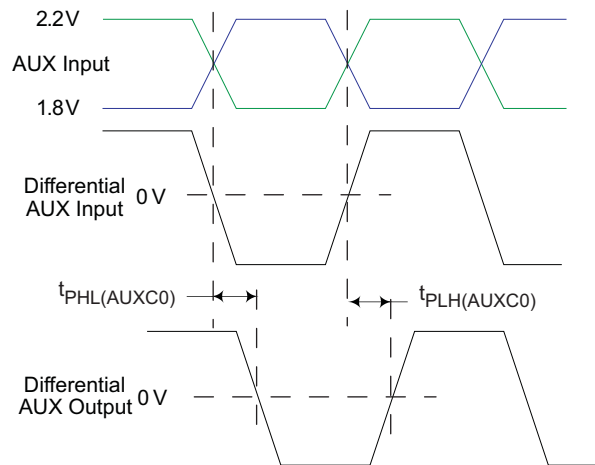 2.2V
AUX Input
1.8V
Differential
AUX Input
0 V
tPHL(AUXC0)
tPLH(AUXC0)
Differential
AUX Output
0 V